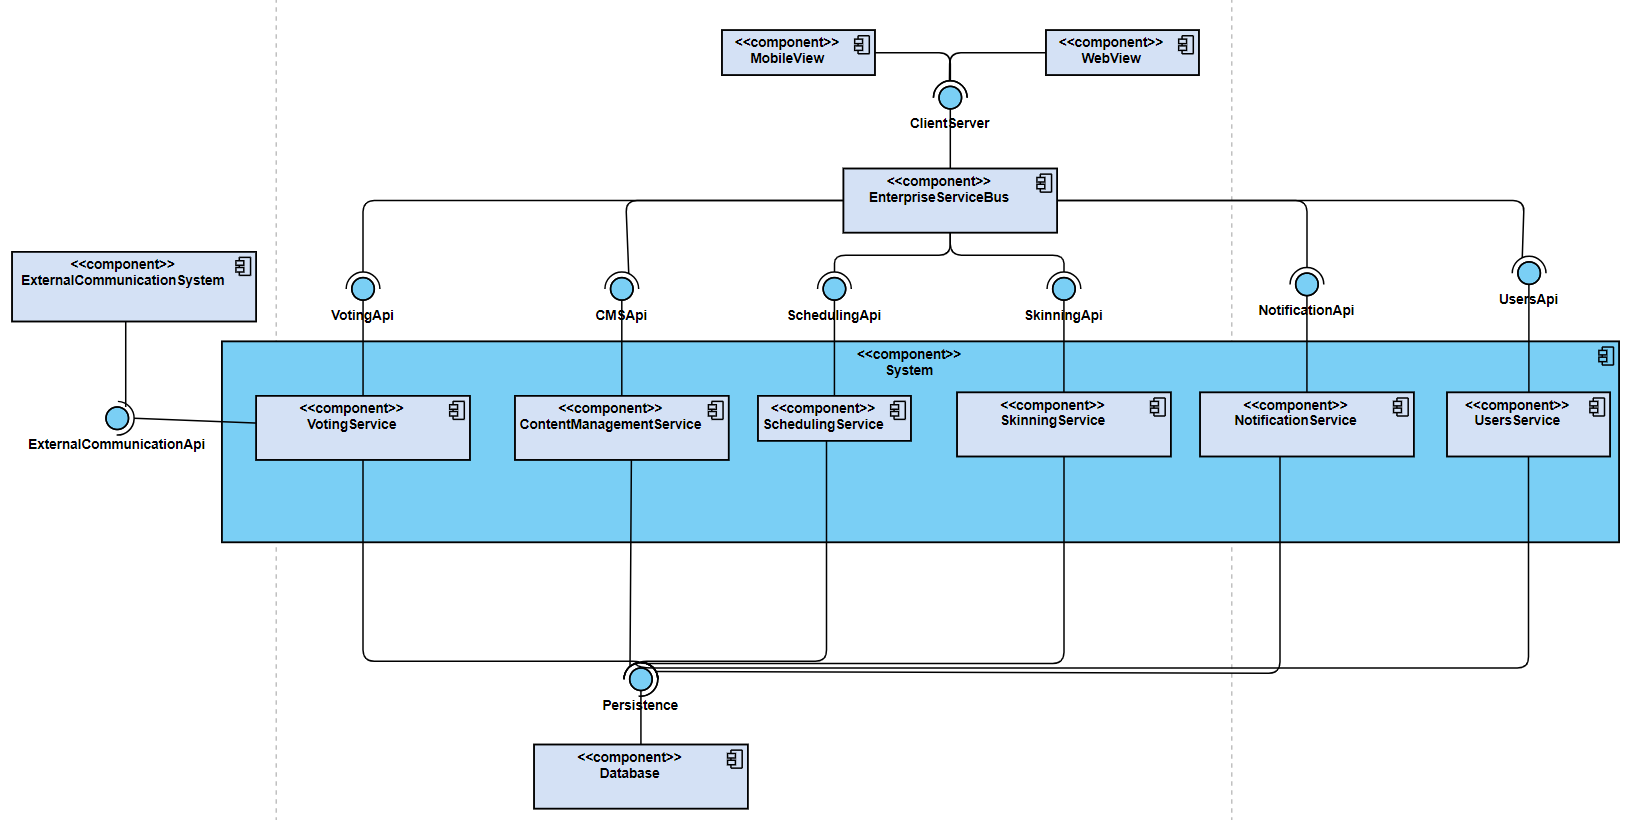 <<component>>
MobileView
<<component>>
WebView
ClientServer
<<component>>
EnterpriseServiceBus
<<component>>
ExternalCommunicationSystem
VotingApi
CMSApi
SchedulingApi
SkinningApi
NotificationApi
UsersApi
<<component>>
System
<<component>>
VotingService
<<component>>
ContentManagementService
<<component>>
SchedulingService
<<component>>
SkinningService
<<component>>
NotificationService
<<component>>
UsersService
ExternalCommunicationApi
Persistence
<<component>>
Database